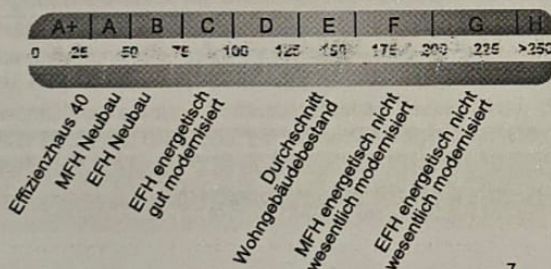 A+ A B C D E F G H
0 25 50 75 100 125 150 175 200 225 >250
Effizienzhaus 40
MFH Neubau
EFH Neubau
EFH energetisch
gut modernisiert
Durchschnitt
Wohngebäudebestand
MFH energetisch nicht
wesentlich modernisiert
EFH energetisch nicht
wesentlich modernisiert
7